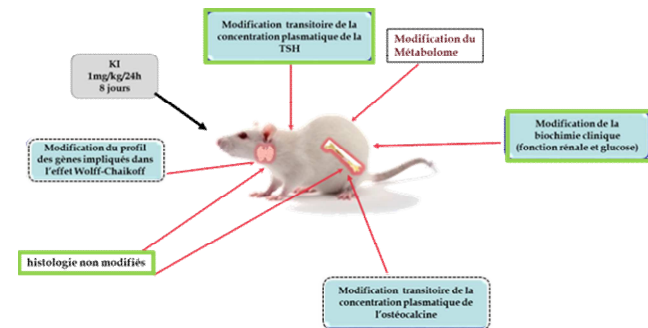 Modification transitoire de la
concentration plasmatique de la
TSH
Modification du
Métabolome
KI
1mg/kg/24h
8 jours
Modification de la
biochimie clinique
(fonction rénale et glucose)
Modification du profil
des gènes impliqués dans
l'effet Wolff-Chaikoff
histologie non modifiés
Modification transitoire de la
concentration plasmatique de
l'ostéocalcine